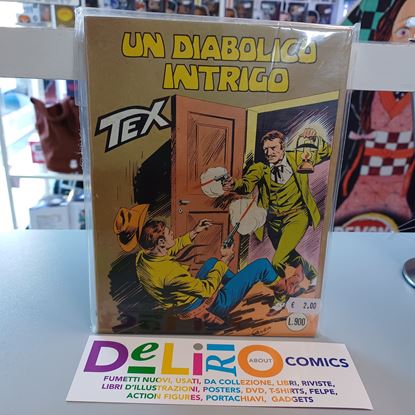 UN DIABOLICO
INTRIGO
TEX
€ 2.00
L.900
DeLiRiO
ABOUT
COMICS
FUMETTI NUOVI, USATI, DA COLLEZIONE, LIBRI, RIVISTE,
LIBRI D'ILLUSTRAZIONI, POSTERS, DVD, T-SHIRTS, FELPE,
ACTION FIGURES, PORTACHIAVI, GADGETS